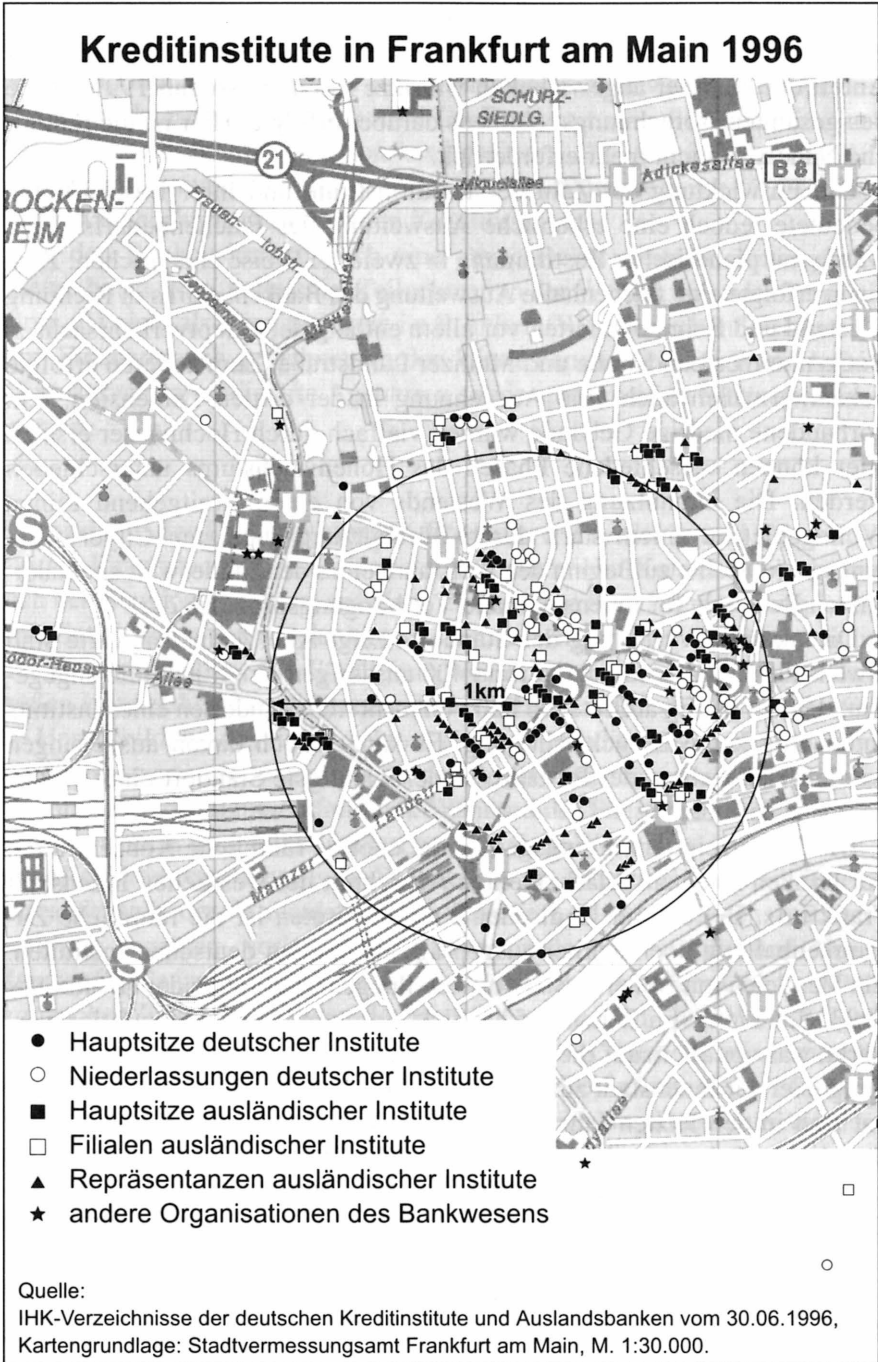 Kreditinstitute in Frankfurt am Main 1996
SCHURZ-
SIEDLG.
21
Miquelallee
Adickesallee
B 8
U
U
BOCKEN-
HEIM
Frauen-
lobstr.
Zeppelinallee
U
U
U
S
U
Allee
1km
S
S
Landstr
Mainzer
S
U
U
S
U
U
● Hauptsitze deutscher Institute
○ Niederlassungen deutscher Institute
■ Hauptsitze ausländischer Institute
□ Filialen ausländischer Institute
▲ Repräsentanzen ausländischer Institute
★ andere Organisationen des Bankwesens
Quelle:
IHK-Verzeichnisse der deutschen Kreditinstitute und Auslandsbanken vom 30.06.1996,
Kartengrundlage: Stadtvermessungsamt Frankfurt am Main, M. 1:30.000.